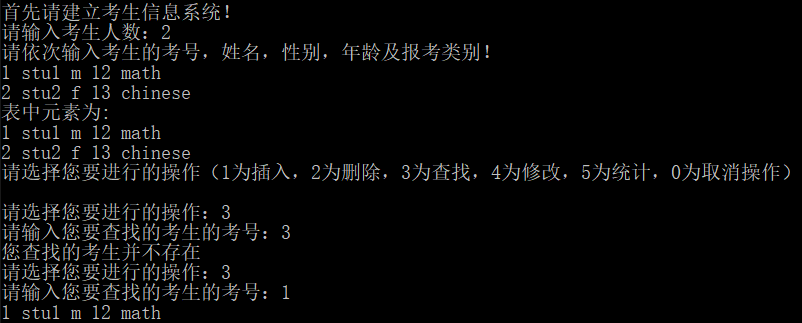 首先请建立考生信息系统！
请输入考生人数：2
请依次输入考生的考号，姓名，性别，年龄及报考类别！
1 stu1 m 12 math
2 stu2 f 13 chinese
表中元素为:
1 stu1 m 12 math
2 stu2 f 13 chinese
请选择您要进行的操作（1为插入，2为删除，3为查找，4为修改，5为统计，0为取消操作）
请选择您要进行的操作：3
请输入您要查找的考生的考号：3
您查找的考生并不存在
请选择您要进行的操作：3
请输入您要查找的考生的考号：1
1 stu1 m 12 math